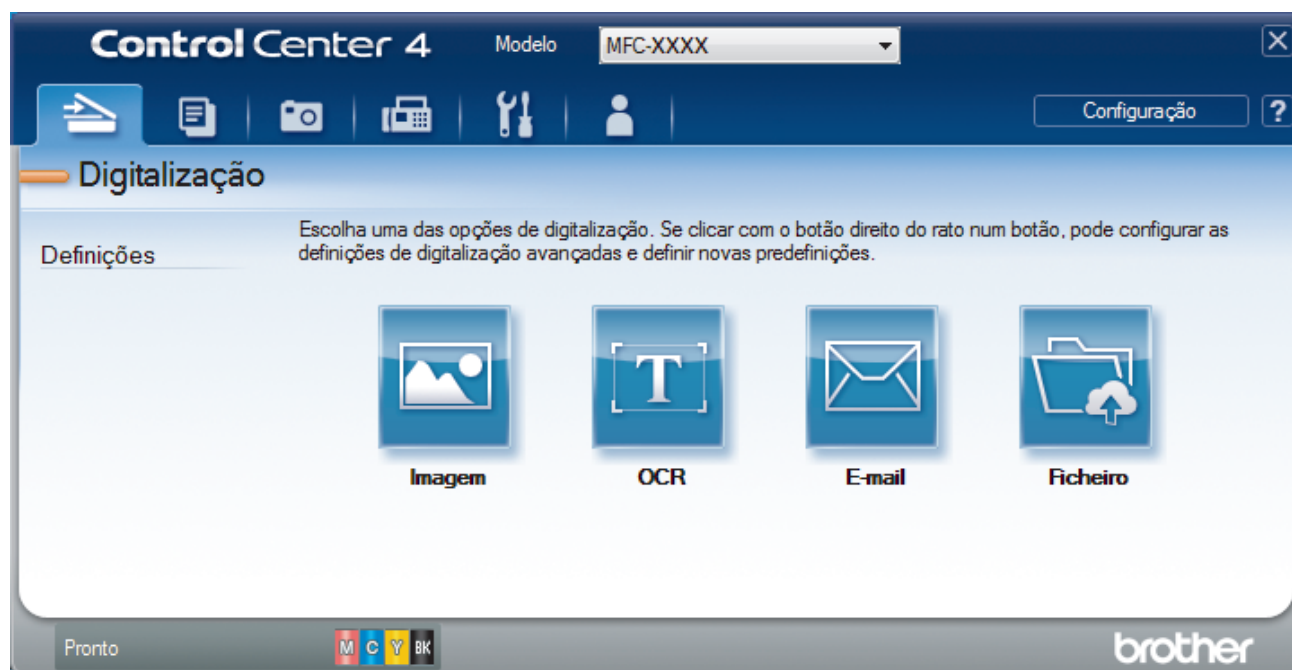 Control Center 4
Modelo
MFC-XXXX
Configuração
?
Digitalização
Definições
Escolha uma das opções de digitalização. Se clicar com o botão direito do rato num botão, pode configurar as
definições de digitalização avançadas e definir novas predefinições.
T
Imagem
OCR
E-mail
Ficheiro
Pronto
M C Y BK
brother